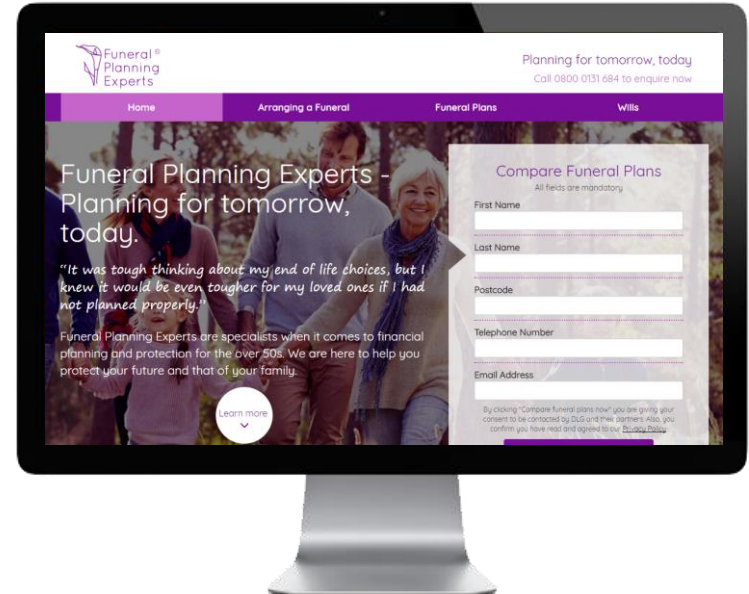 Funeral®
Planning
Experts
Planning for tomorrow, today
Call 0800 0131 684 to enquire now
Home
Arranging a Funeral
Funeral Plans
Wills
Funeral Planning Experts -
Planning for tomorrow,
today.
“It was tough thinking about my end of life choices, but I
knew it would be even tougher for my loved ones if I had
not planned properly.”
Funeral Planning Experts are specialists when it comes to financial
planning and protection for the over 50s. We are here to help you
protect your future and that of your family.
Learn more
Compare Funeral Plans
All fields are mandatory
First Name
Last Name
Postcode
Telephone Number
Email Address
By clicking "Compare funeral plans now" you are giving your
consent to be contacted by DLG and their partners. Also, you
confirm you have read and agreed to our Privacy Policy